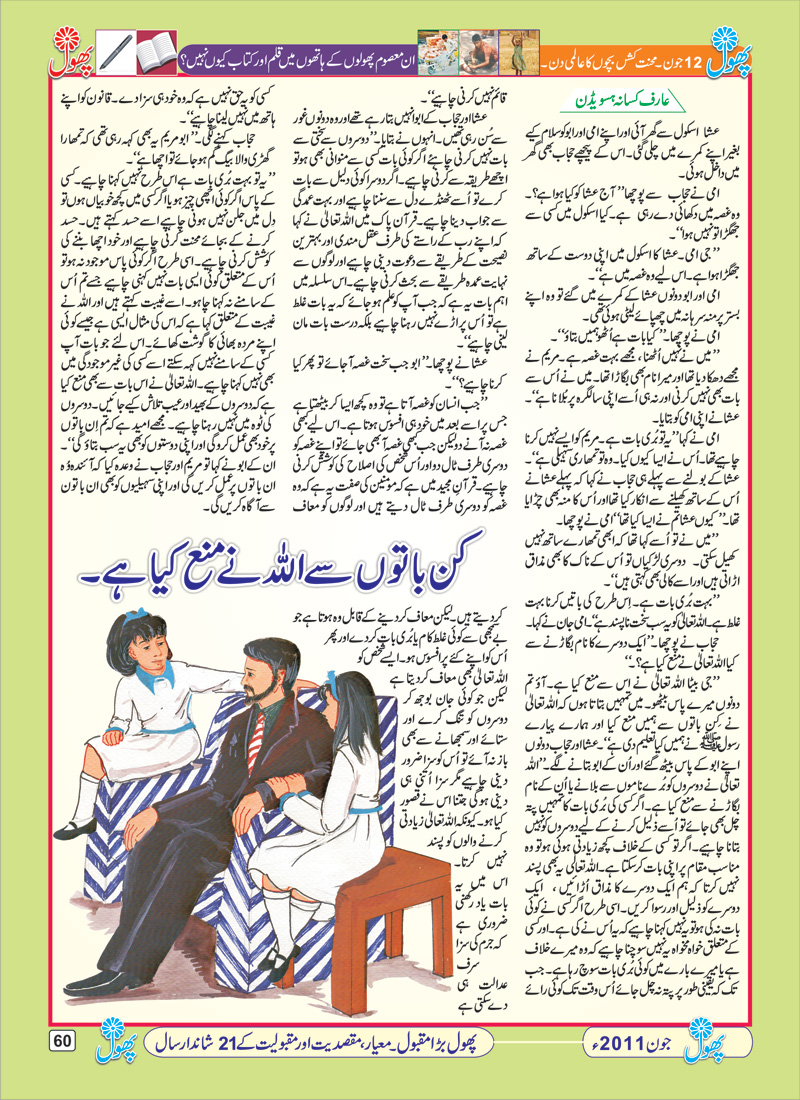 پھول
12 جون۔ محنت کش بچوں کا عالمی دن۔
ان معصوم پھولوں کے ہاتھوں میں قلم اور کتاب کیوں نہیں؟
پھول
عارف کسانہ سویڈن
عشا اسکول سے گھر آئی اور اپنے امی اور ابو کو سلام کیے
بغیر اپنے کمرے میں چلی گئی۔ اس کے پیچھے حجاب بھی گھر
میں داخل ہوئی۔
امی نے حجاب سے پوچھا ’’آج عشا کو کیا ہوا ہے؟۔
وہ غصہ میں دکھائی دے رہی ہے۔ کیا اسکول میں کسی سے
جھگڑا تو نہیں ہوا‘‘۔
’’جی امی۔ عشا کا اسکول میں اپنی دوست کے ساتھ
جھگڑا ہوا ہے۔ اس لیے وہ غصہ میں ہے‘‘۔
امی اور ابو دونوں عشا کے کمرے میں گئے تو وہ اپنے
بستر پر منہ سرہانہ میں چھپائے لیٹی ہوئی تھی۔
امی نے پوچھا۔ ’’کیا بات ہے اُٹھو ہمیں بتاؤ‘‘۔
’’میں نے نہیں اُٹھنا، مجھے بہت غصہ ہے۔ مریم نے
مجھے دھکا دیا تھا اور میرا نام بھی بگاڑا تھا۔ میں نے اُس سے
بات بھی نہیں کرنی اور نہ ہی اُسے اپنی سالگرہ پر بُلانا ہے‘‘۔
عشا نے اپنی امی کو بتایا۔
امی نے کہا ’’یہ تو بُری بات ہے۔ مریم کو ایسے نہیں کرنا
چاہیے تھا۔ اُس نے ایسا کیوں کیا۔ وہ تو تمھاری سہیلی ہے‘‘۔
عشا کے بولنے سے پہلے ہی حجاب نے کہا کہ پہلے عشا نے
اُس کے ساتھ کھیلنے سے انکار کیا تھا اور اُس کا منہ بھی چڑایا
تھا۔ ’’کیوں عشا تم نے ایسا کیا تھا‘‘ امی نے پوچھا۔
’’میں نے تو اُسے کہا تھا کہ ابھی تمھارے ساتھ نہیں
کھیل سکتی۔ دوسری لڑکیاں تو اُس کے ناک کا بھی مذاق
اڑاتی ہیں اور اسے کالی بھی کہتی ہیں‘‘۔
’’بہت بُری بات ہے۔ اِس طرح کی باتیں کرنا بہت
غلط ہے۔ اللہ تعالٰی کو یہ سب سخت ناپسند ہے‘‘۔ امی جان نے کہا۔
حجاب نے پوچھا۔ ’’ایک دوسرے کا نام بگاڑنے سے
کیا اللہ تعالٰی نے منع کیا ہے؟‘‘۔
’’جی بیٹا اللہ تعالٰی نے اس سے منع کیا ہے۔ آؤ تم
دونوں میرے پاس بیٹھو۔ میں تمہیں بتاتا ہوں کہ اللہ تعالٰی
نے کن باتوں سے ہمیں منع کیا اور ہمارے پیارے
رسول ﷺ نے ہمیں کیا تعلیم دی ہے‘‘۔ عشا اور حجاب دونوں
اپنے ابو کے پاس بیٹھ گئے اور اُن کے ابو بتانے لگے۔ ’’اللہ
تعالٰی نے دوسروں کو بُرے ناموں سے بلانے یا اُن کے نام
بگاڑنے سے منع کیا ہے۔ اگر کسی کی بُری بات کا تمہیں پتہ
چل بھی جائے تو اُسے ذلیل کرنے کے لیے دوسروں کو نہیں
بتانا چاہیے۔ اگر تو کسی کے خلاف کچھ زیادتی ہوئی ہو تو وہ
مناسب مقام پر اپنی بات کر سکتا ہے۔ اللہ تعالٰی یہ بھی پسند
نہیں کرتا کہ ہم ایک دوسرے کا مذاق اڑائیں، ایک
دوسرے کو ذلیل اور رسوا کریں۔ اسی طرح اگر کسی نے کوئی
بات نہ کی ہو تو یہ نہیں کہنا چاہیے کہ یہ اُس نے کی ہے۔ اور کسی
کے متعلق خواہ مخواہ یہ نہیں سوچنا چاہیے کہ وہ میرے خلاف
ہے یا میرے بارے میں کوئی بُری بات سوچ رہا ہے۔ جب
تک کہ یقینی طور پر پتہ نہ چل جائے اُس وقت تک کوئی رائے
قائم نہیں کرنی چاہیے‘‘۔
عشا اور حجاب کے ابو انہیں بتا رہے تھے اور وہ دونوں غور
سے سُن رہی تھیں۔ انہوں نے بتایا۔ ’’دوسروں سے سختی سے
بات نہیں کرنی چاہیئے اگر کوئی بات کسی سے منوانی بھی ہو تو
اچھے طریقہ سے کرنی چاہیے۔ اگر دوسرا کوئی دلیل سے بات
کرے تو اُسے ٹھنڈے دل سے سننا چاہیے اور بہت عمدگی
سے جواب دینا چاہیے۔ قرآن پاک میں اللہ تعالٰی نے کہا
کہ اپنے رب کے راستے کی طرف عقل مندی اور بہترین
نصیحت کے طریقے سے دعوت دینی چاہیے اور لوگوں سے
نہایت عمدہ طریقے سے بحث کرنی چاہیے۔ اس سلسلہ میں
اہم بات یہ ہے کہ جب آپ کو علم ہو جائے کہ یہ بات غلط
ہے تو اُس پر اڑے نہیں رہنا چاہیے بلکہ درست بات مان
لینی چاہیے‘‘۔
عشا نے پوچھا۔ ’’ابو جب سخت غصہ آ جائے تو پھر کیا
کرنا چاہیے؟‘‘۔
’’جب انسان کو غصہ آتا ہے تو وہ کچھ ایسا کر بیٹھتا ہے
جس پر اسے بعد میں خود ہی افسوس ہوتا ہے۔ اس لیے بھی
غصہ نہ آنے دو لیکن جب بھی غصہ آ بھی جائے تو اپنے غصہ کو
دوسری طرف ٹال دو اور اُس شخص کی اصلاح کی کوشش کرنی
چاہیے۔ قرآن مجید میں ہے کہ مومنین کی صفت یہ ہے کہ وہ
غصہ کو دوسری طرف ٹال دیتے ہیں اور لوگوں کو معاف
کن باتوں سے اللہ نے منع کیا ہے۔
کر دیتے ہیں۔ لیکن معاف کر دینے کے قابل وہ ہوتا ہے جو
بے سمجھی سے کوئی غلط کام یا بُری بات کر دے اور پھر
اُس کو اپنے کئے پر افسوس ہو۔ ایسے شخص کو
اللہ تعالٰی بھی معاف کر دیتا ہے
لیکن جو کوئی جان بوجھ کر
دوسروں کو تنگ کرے اور
ستائے اور سمجھانے سے بھی
باز نہ آئے تو اُس کو سزا ضرور
دینی چاہیے مگر سزا اُتنی ہی
دینی ہو گی جتنا اس نے قصور
کیا ہو۔ کیونکہ اللہ تعالٰی زیادتی
کرنے والوں کو پسند
نہیں کرتا۔
اس میں یہ
بات یاد رکھنی
ضروری ہے
کہ جرم کی سزا
صرف
عدالت ہی
دے سکتی ہے
کسی کو یہ حق نہیں ہے کہ وہ خود ہی سزا دے۔ قانون کو اپنے
ہاتھ میں نہیں لینا چاہیے‘‘۔
حجاب کہنے لگی۔ ’’ابو مریم یہ بھی کہہ رہی تھی کہ تمھارا
گھڑی والا بیگ گم ہو جائے تو اچھا ہے‘‘۔
’’یہ تو بہت بُری بات ہے اس طرح نہیں کہنا چاہیے۔ کسی
کے پاس اگر کوئی اچھی چیز ہو یا اگر کسی میں کچھ خوبیاں ہوں تو
دل میں جلن نہیں ہونی چاہیے اسے حسد کہتے ہیں۔ حسد
کرنے کے بجائے محنت کرنی چاہیے اور خود اچھا بننے کی
کوشش کرنی چاہیے۔ اسی طرح اگر کوئی پاس موجود نہ ہو تو
اُس کے متعلق کوئی ایسی بات نہیں کہنی چاہیے جسے تم اُس
کے سامنے نہ کہنا چاہو۔ اسے غیبت کہتے ہیں اور اللہ نے
غیبت کے متعلق کہا ہے کہ اس کی مثال ایسی ہے جیسے کوئی
اپنے مردہ بھائی کا گوشت کھائے۔ اس لئے جو بات آپ
کسی کے سامنے نہیں کہہ سکتے اسے کسی کی غیر موجودگی میں
بھی نہیں کہنا چاہیے۔ اللہ تعالٰی نے اس بات سے بھی منع کیا
ہے کہ دوسروں کے بھید اور عیب تلاش کیے جائیں۔ دوسروں
کی ٹوہ میں نہیں رہنا چاہیے۔ مجھے امید ہے کہ تم اِن باتوں
پر خود بھی عمل کرو گی اور اپنی دوستوں کو بھی یہ سب بتاؤ گی‘‘۔
ان کے ابو نے کہا تو مریم اور حجاب نے وعدہ کیا کہ آئندہ وہ
ان باتوں پر عمل کریں گی اور اپنی سہیلیوں کو بھی ان باتوں
سے آگاہ کریں گی۔
پھول
جون 2011ء
پھول بڑا مقبول۔ معیار، مقصدیت اور مقبولیت کے 21 شاندار سال
پھول
60